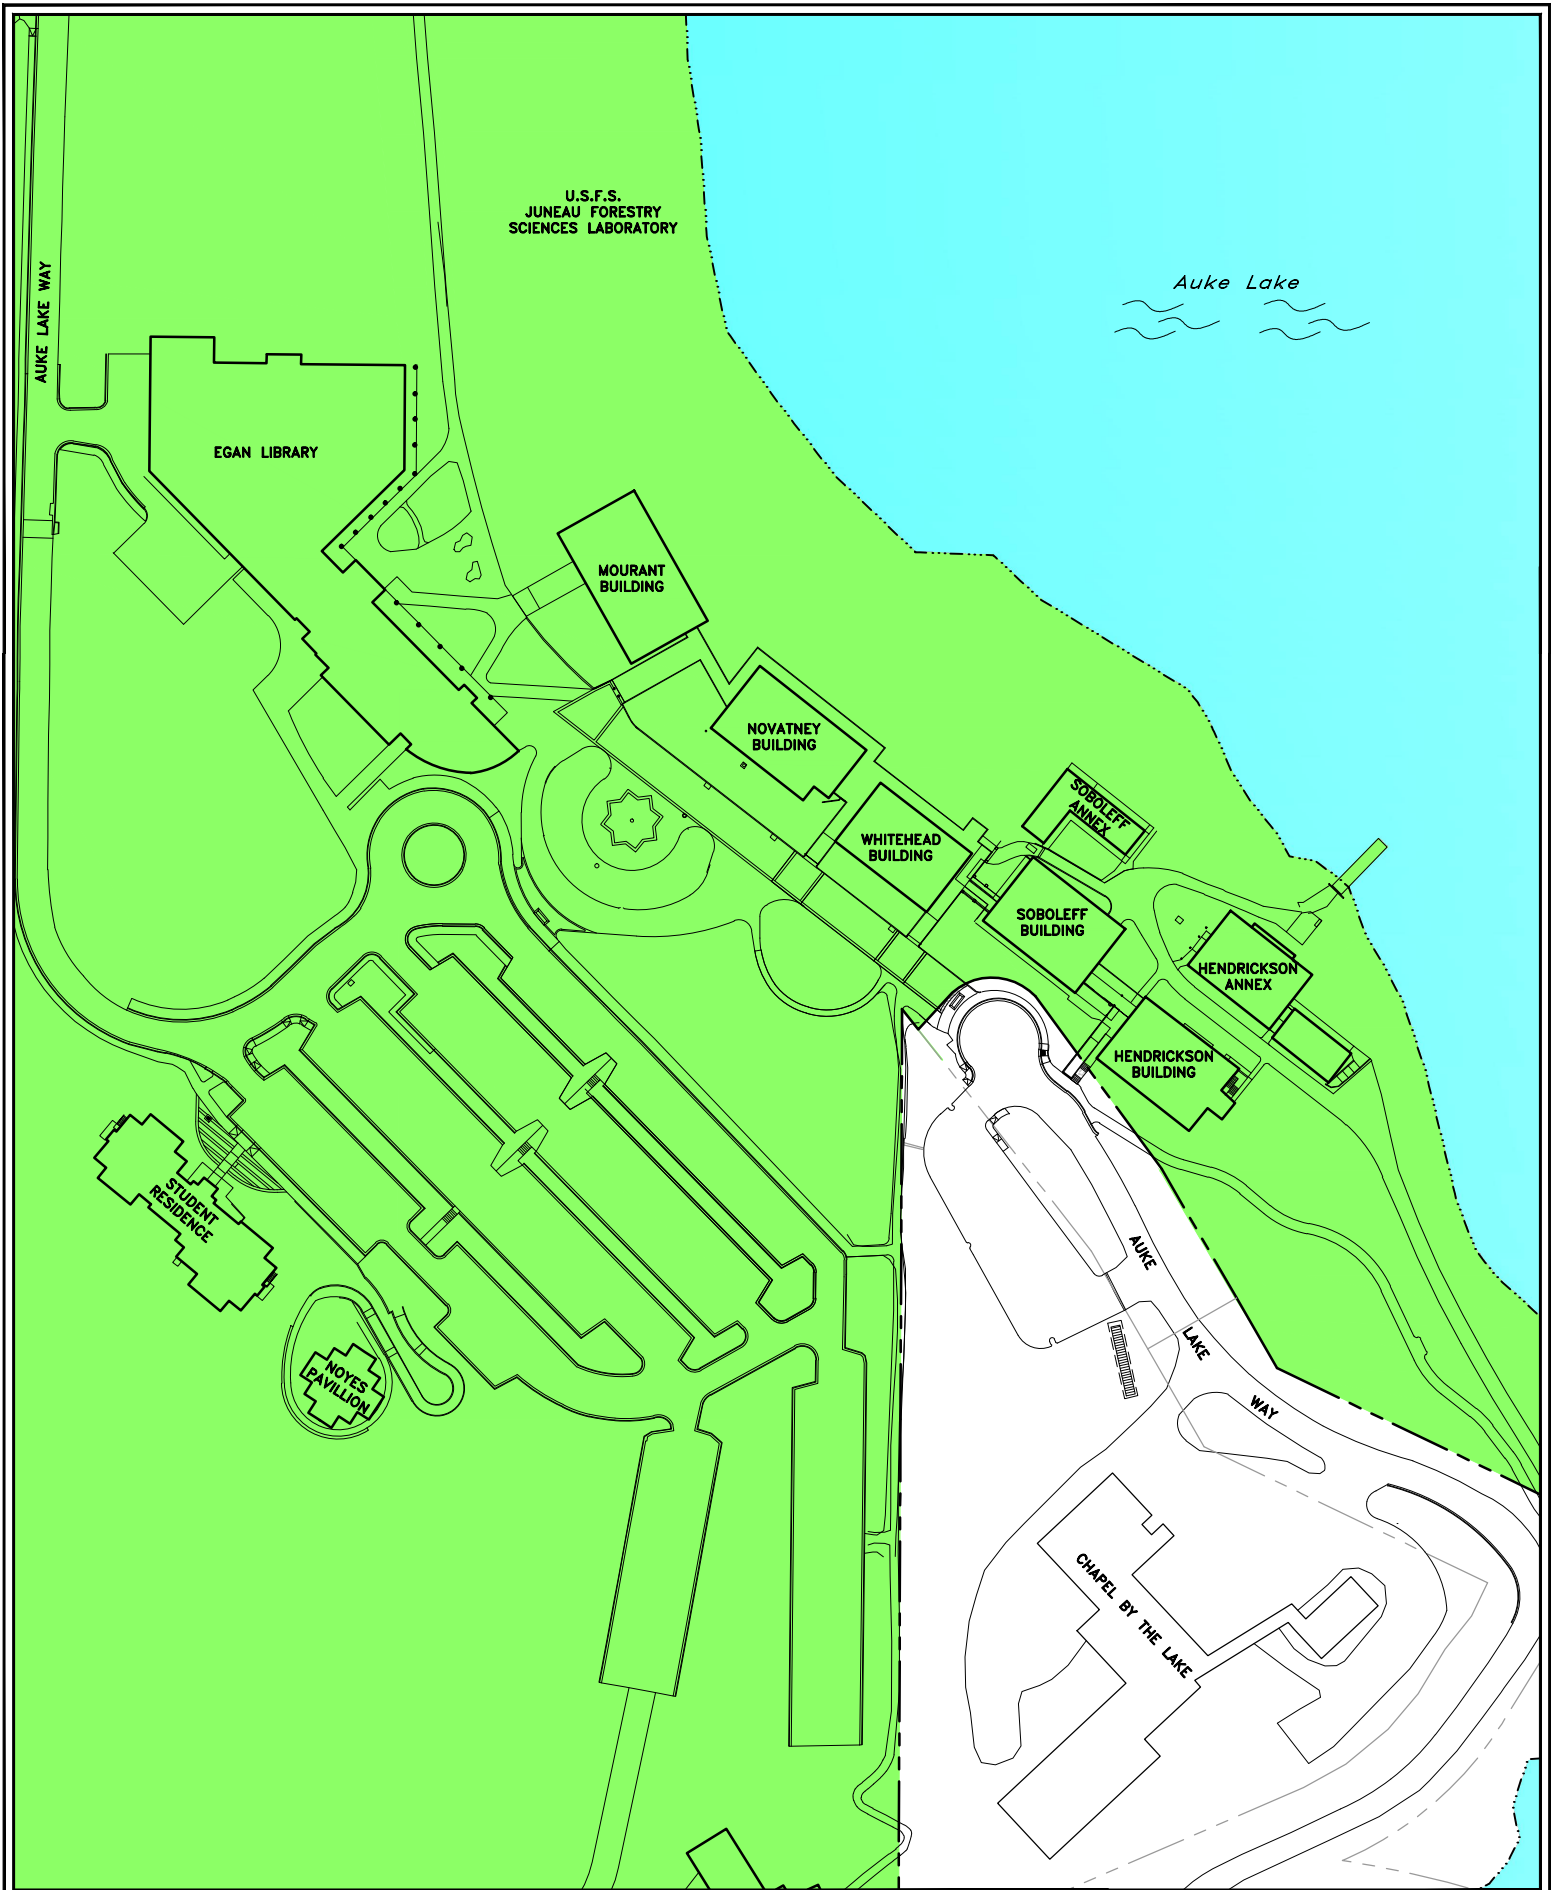 U.S.F.S.
JUNEAU FORESTRY
SCIENCES LABORATORY
Auke Lake
AUKE LAKE WAY
EGAN LIBRARY
MOURANT
BUILDING
NOVATNEY
BUILDING
SOBOLEFF
ANNEX
WHITEHEAD
BUILDING
SOBOLEFF
BUILDING
HENDRICKSON
ANNEX
HENDRICKSON
BUILDING
STUDENT
RESIDENCE
NOYES
PAVILLION
AUKE
LAKE
WAY
CHAPEL BY THE LAKE